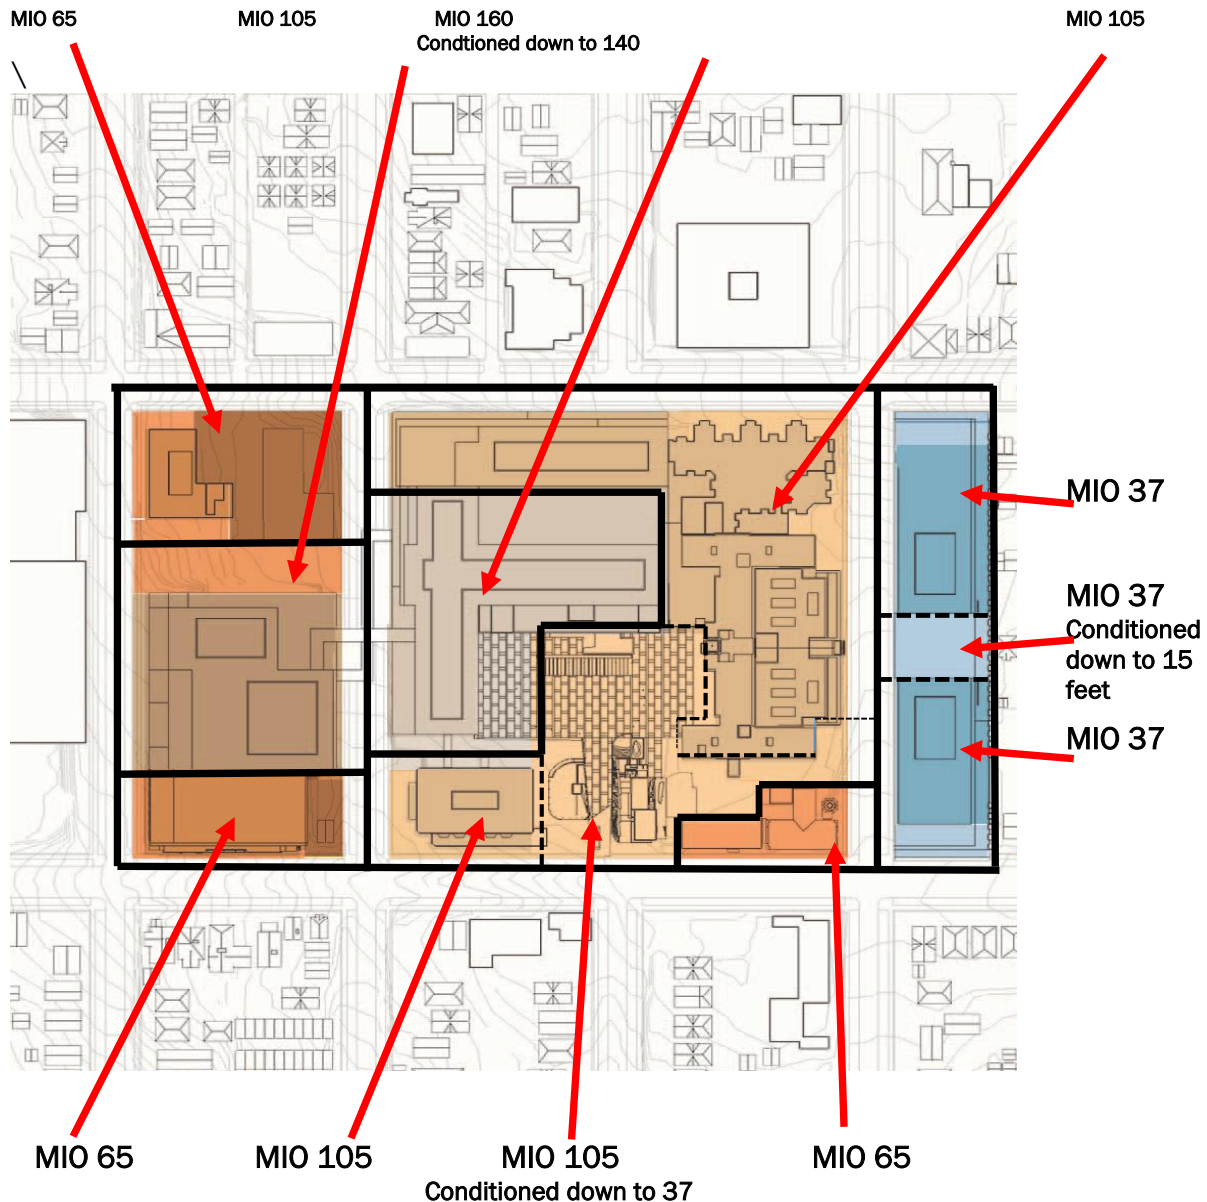 MIO 65
MIO 105
MIO 160
Condtioned down to 140
MIO 105
MIO 37
MIO 37
Conditioned
down to 15
feet
MIO 37
MIO 65
MIO 105
MIO 105
Conditioned down to 37
MIO 65